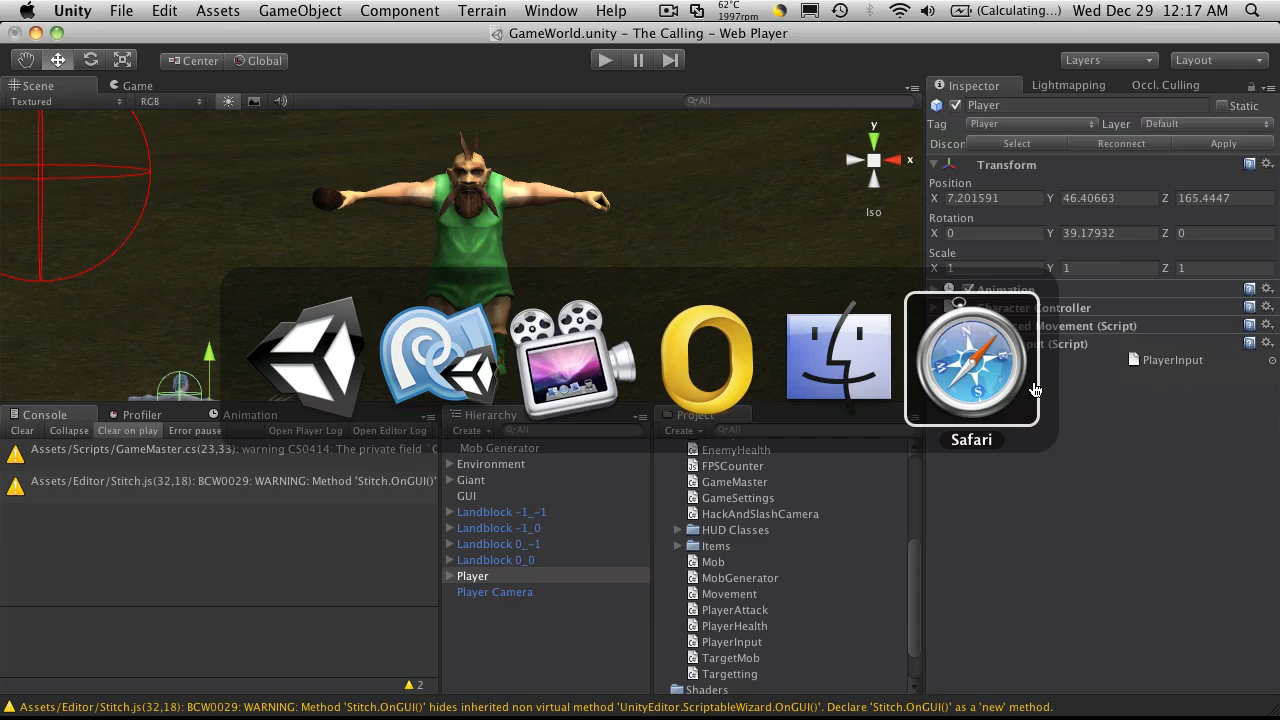 Unity File Edit Assets GameObject Component Terrain Window Help 62°C 1997rpm (Calculating...) Wed Dec 29 12:17 AM
GameWorld.unity - The Calling - Web Player
Center Global Layers Layout
Scene Game Inspector Lightmapping Occl. Culling
Textured RGB All
Player Static
Tag Player Layer Default
Discon Select Reconnect Apply
Transform
Position
X 7.201591 Y 46.40663 Z 165.4447
Rotation
X 0 Y 39.17932 Z 0
Scale
X 1 Y 1 Z 1
y
x
Iso
Animation
Character Controller
ced Movement (Script)
put (Script)
PlayerInput
Safari
Console Profiler Animation
Clear Collapse Clear on play Error pause Open Player Log Open Editor Log
Assets/Scripts/GameMaster.cs(23,33): warning CS0414: The private field `
Assets/Editor/Stitch.js(32,18): BCW0029: WARNING: Method 'Stitch.OnGUI()'
2
Hierarchy
Create All
Mob Generator
Environment
Giant
GUI
Landblock -1_-1
Landblock -1_0
Landblock 0_-1
Landblock 0_0
Player
Player Camera
Project
Create All
EnemyHealth
FPSCounter
GameMaster
GameSettings
HackAndSlashCamera
HUD Classes
Items
Mob
MobGenerator
Movement
PlayerAttack
PlayerHealth
PlayerInput
TargetMob
Targetting
Shaders
Assets/Editor/Stitch.js(32,18): BCW0029: WARNING: Method 'Stitch.OnGUI()' hides inherited non virtual method 'UnityEditor.ScriptableWizard.OnGUI()'. Declare 'Stitch.OnGUI()' as a 'new' method.